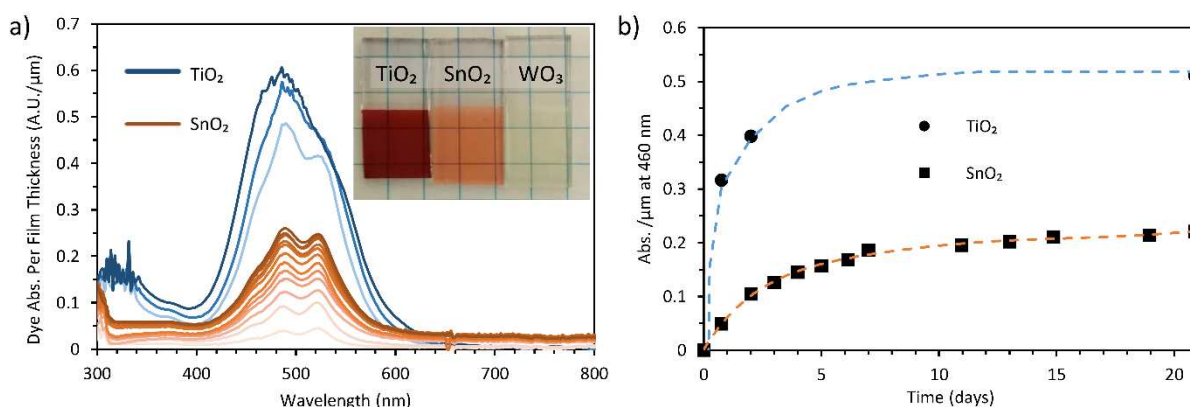 a)
Dye Abs. Per Film Thickness (A.U./µm)
0.7
0.6
0.5
0.4
0.3
0.2
0.1
0
TiO₂
SnO₂
TiO₂ SnO₂ WO₃
300 400 500 600 700 800
Wavelength (nm)
b)
Abs. /µm at 460 nm
0.6
0.5
0.4
0.3
0.2
0.1
0
TiO₂
SnO₂
0 5 10 15 20
Time (days)